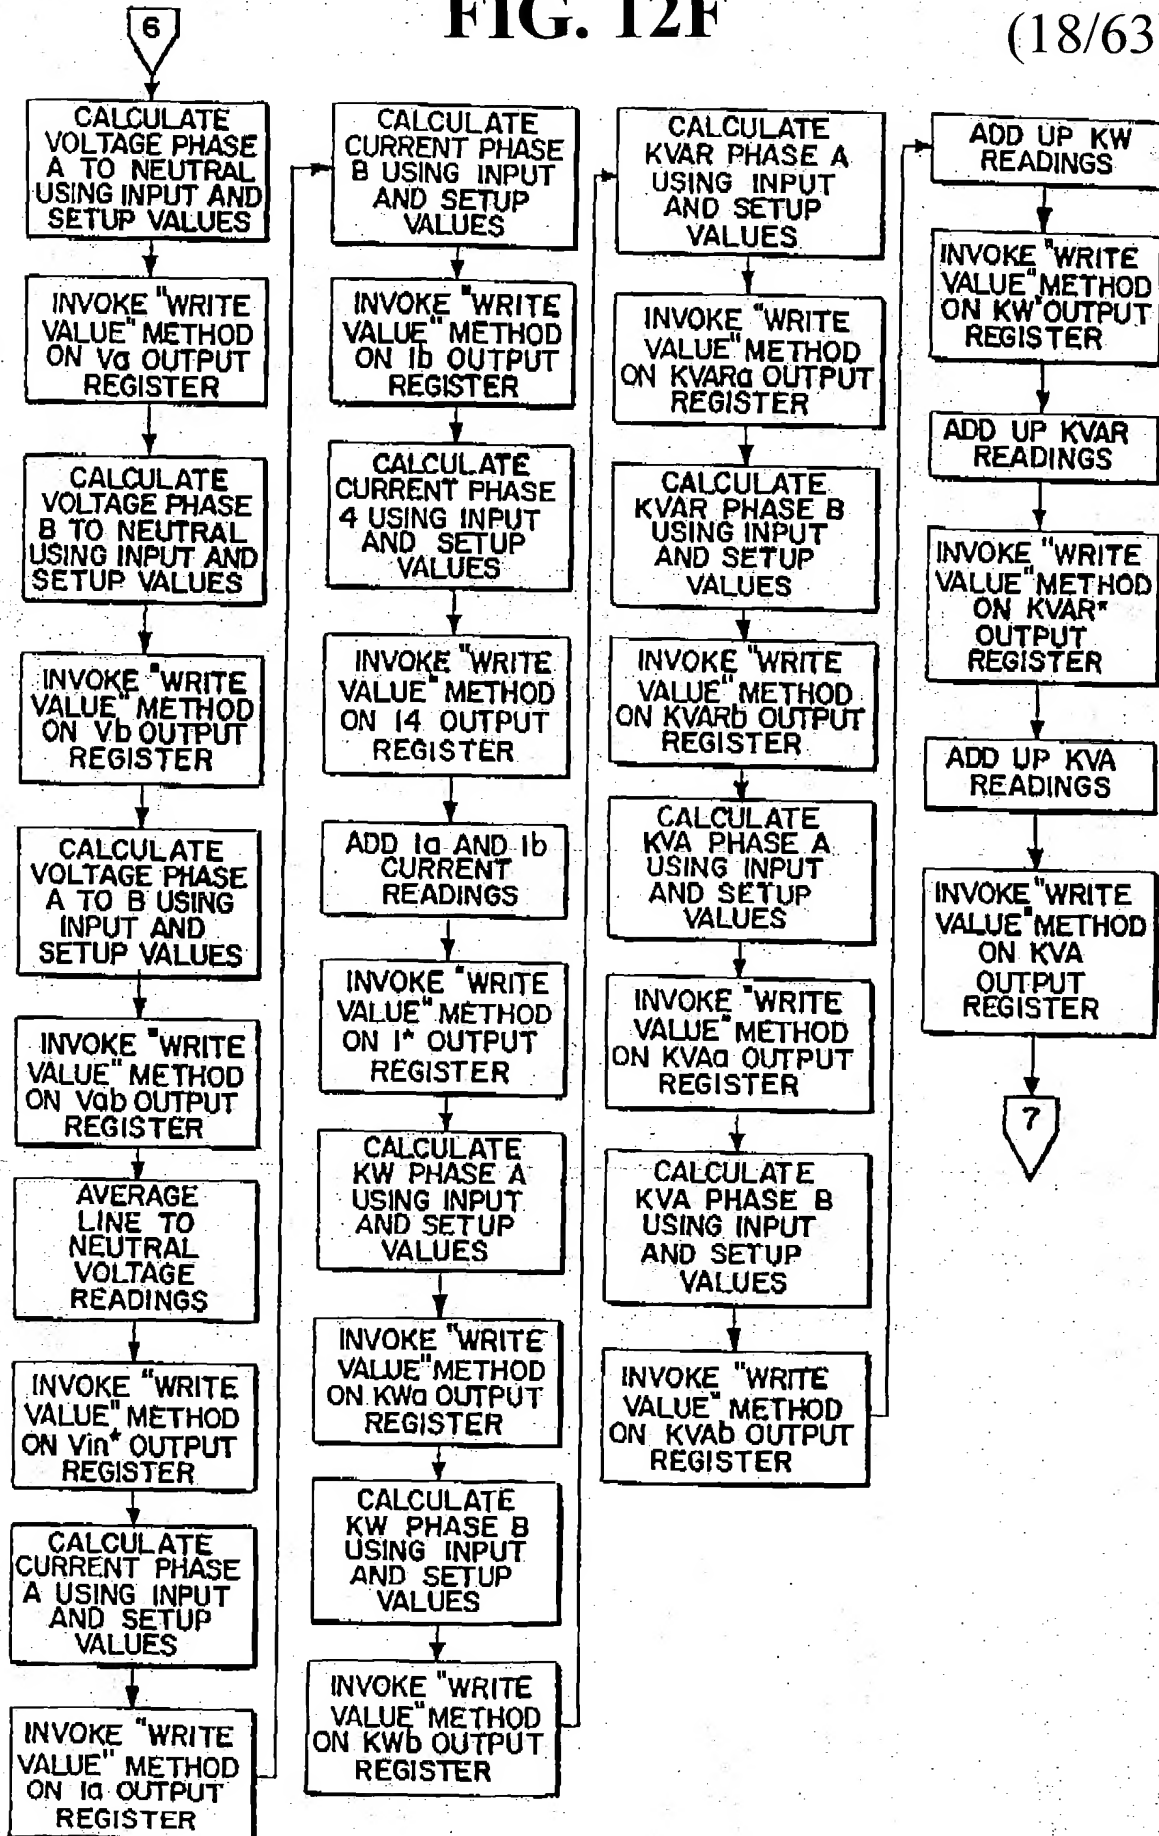 FIG. 12F
(18/63
6
CALCULATE
VOLTAGE PHASE
A TO NEUTRAL
USING INPUT AND
SETUP VALUES
INVOKE "WRITE
VALUE" METHOD
ON Va OUTPUT
REGISTER
CALCULATE
VOLTAGE PHASE
B TO NEUTRAL
USING INPUT AND
SETUP VALUES
INVOKE "WRITE
VALUE" METHOD
ON Vb OUTPUT
REGISTER
CALCULATE
VOLTAGE PHASE
A TO B USING
INPUT AND
SETUP VALUES
INVOKE "WRITE
VALUE" METHOD
ON Vab OUTPUT
REGISTER
AVERAGE
LINE TO
NEUTRAL
VOLTAGE
READINGS
INVOKE "WRITE
VALUE" METHOD
ON Vin* OUTPUT
REGISTER
CALCULATE
CURRENT PHASE
A USING INPUT
AND SETUP
VALUES
INVOKE "WRITE
VALUE" METHOD
ON Ia OUTPUT
REGISTER
CALCULATE
CURRENT PHASE
B USING INPUT
AND SETUP
VALUES
INVOKE "WRITE
VALUE" METHOD
ON Ib OUTPUT
REGISTER
CALCULATE
CURRENT PHASE
4 USING INPUT
AND SETUP
VALUES
INVOKE "WRITE
VALUE" METHOD
ON I4 OUTPUT
REGISTER
ADD Ia AND Ib
CURRENT
READINGS
INVOKE "WRITE
VALUE" METHOD
ON I* OUTPUT
REGISTER
CALCULATE
KW PHASE A
USING INPUT
AND SETUP
VALUES
INVOKE "WRITE
VALUE" METHOD
ON KWa OUTPUT
REGISTER
CALCULATE
KW PHASE B
USING INPUT
AND SETUP
VALUES
INVOKE "WRITE
VALUE" METHOD
ON KWb OUTPUT
REGISTER
CALCULATE
KVAR PHASE A
USING INPUT
AND SETUP
VALUES
INVOKE "WRITE
VALUE" METHOD
ON KVARa OUTPUT
REGISTER
CALCULATE
KVAR PHASE B
USING INPUT
AND SETUP
VALUES
INVOKE "WRITE
VALUE" METHOD
ON KVARb OUTPUT
REGISTER
CALCULATE
KVA PHASE A
USING INPUT
AND SETUP
VALUES
INVOKE "WRITE
VALUE" METHOD
ON KVAa OUTPUT
REGISTER
CALCULATE
KVA PHASE B
USING INPUT
AND SETUP
VALUES
INVOKE "WRITE
VALUE" METHOD
ON KVAb OUTPUT
REGISTER
ADD UP KW
READINGS
INVOKE "WRITE
VALUE" METHOD
ON KW* OUTPUT
REGISTER
ADD UP KVAR
READINGS
INVOKE "WRITE
VALUE" METHOD
ON KVAR*
OUTPUT
REGISTER
ADD UP KVA
READINGS
INVOKE "WRITE
VALUE" METHOD
ON KVA
OUTPUT
REGISTER
7